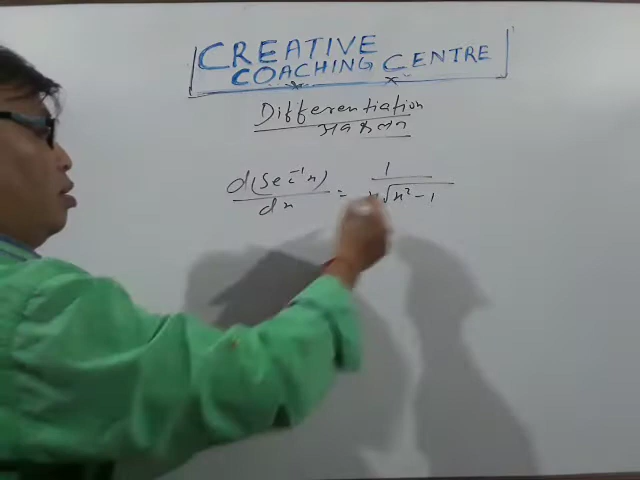 CREATIVE
COACHING CENTRE
Differentiation
अवकलन
d(Sec⁻¹x)/dx = 1/x√x²-1